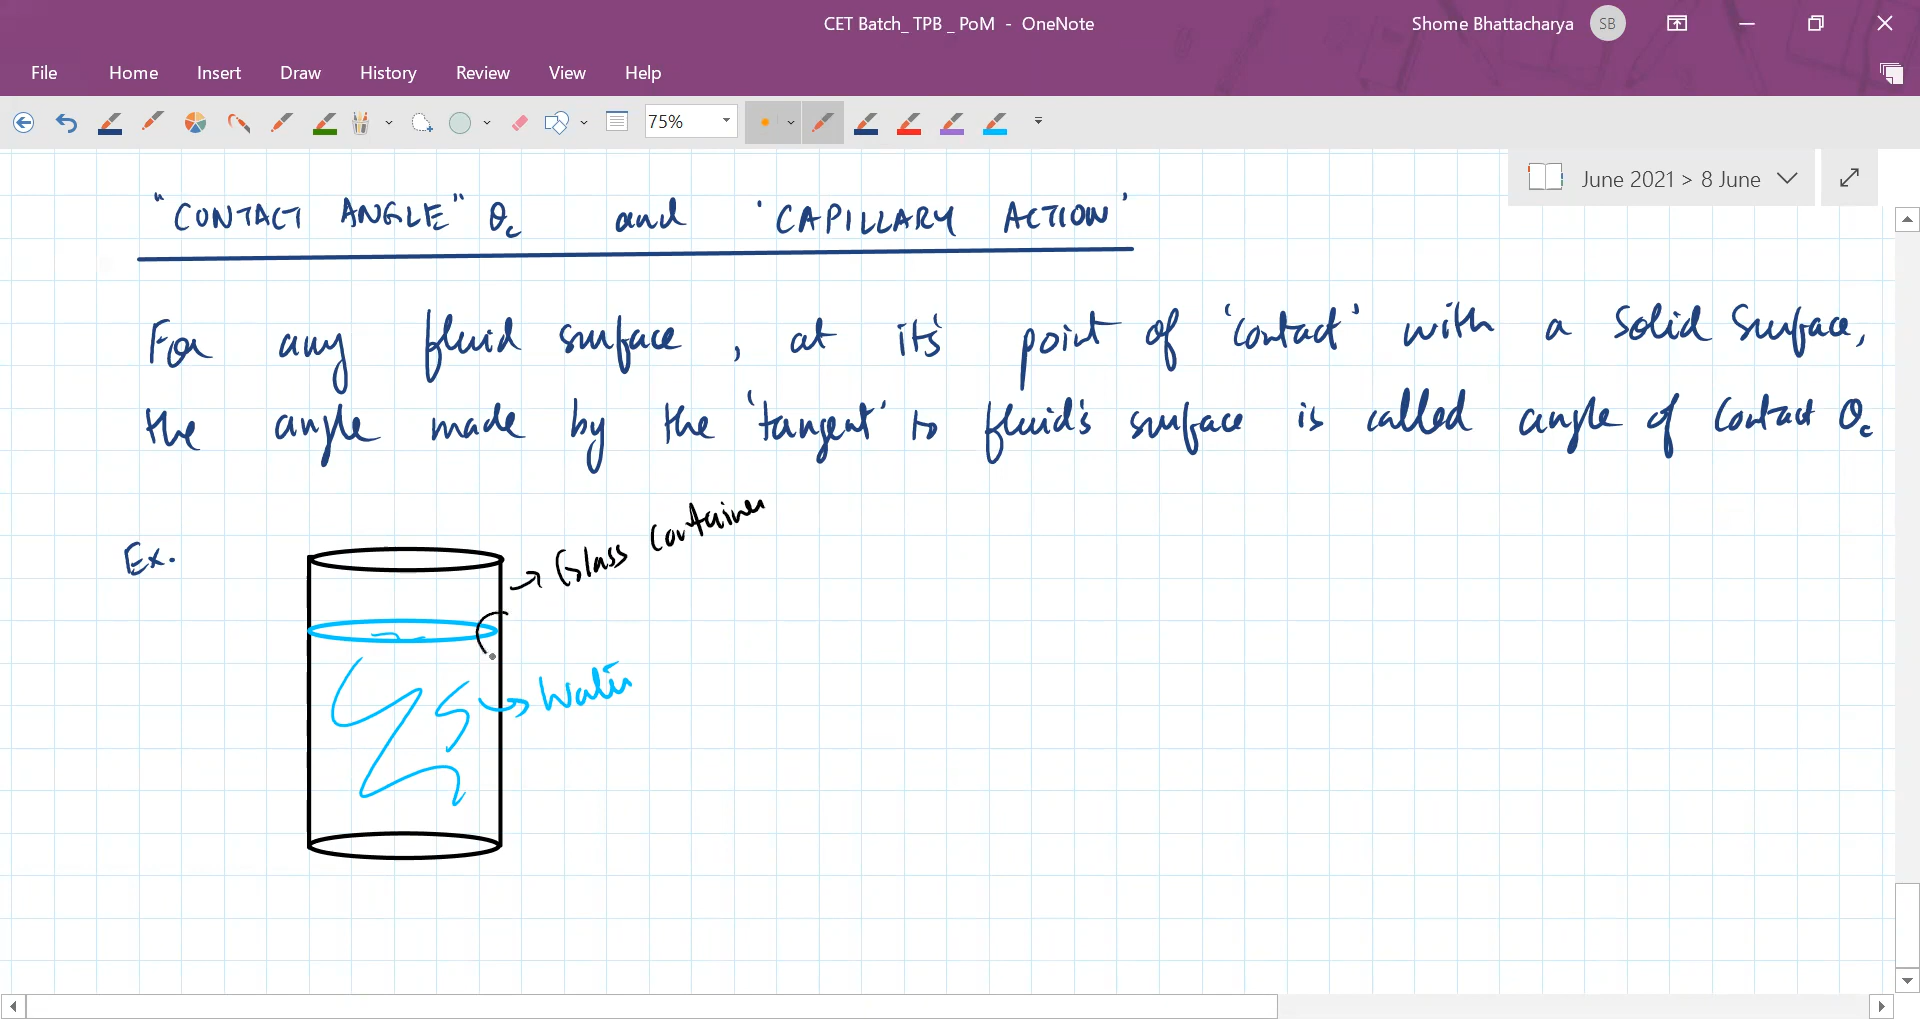 CET Batch_ TPB _ PoM - OneNote
Shome Bhattacharya SB
File Home Insert Draw History Review View Help
75%
June 2021 > 8 June
"CONTACT ANGLE" θc and 'CAPILLARY ACTION'
For any fluid surface, at it's point of 'contact' with a solid surface,
the angle made by the 'tangent' to fluid's surface is called angle of contact θc
Ex.
→ Glass Container
→ Water